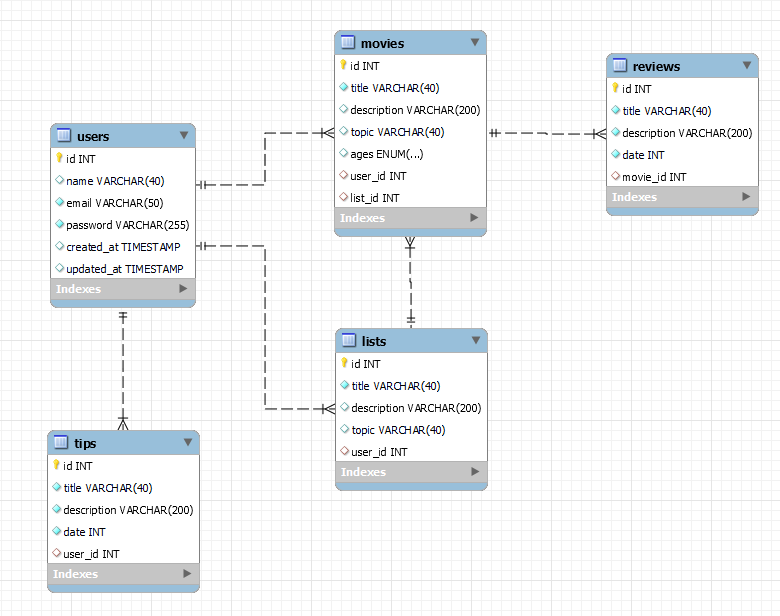 movies
id INT
title VARCHAR(40)
description VARCHAR(200)
topic VARCHAR(40)
ages ENUM(...)
user_id INT
list_id INT
Indexes
reviews
id INT
title VARCHAR(40)
description VARCHAR(200)
date INT
movie_id INT
Indexes
users
id INT
name VARCHAR(40)
email VARCHAR(50)
password VARCHAR(255)
created_at TIMESTAMP
updated_at TIMESTAMP
Indexes
lists
id INT
title VARCHAR(40)
description VARCHAR(200)
topic VARCHAR(40)
user_id INT
Indexes
tips
id INT
title VARCHAR(40)
description VARCHAR(200)
date INT
user_id INT
Indexes